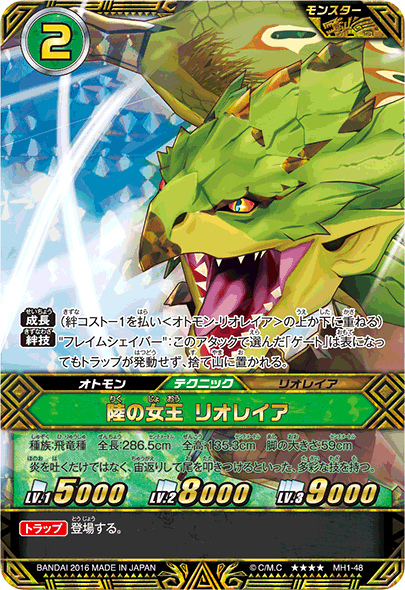 モンスター
2
成長 (絆コスト－1を払い<オトモン-リオレイア>の上か下に重ねる)
絆技 "フレイムシェイバー":このアタックで選んだ「ゲート」は表になっ
てもトラップが発動せず、捨て山に置かれる。
オトモン テクニック リオレイア
りく じょ おう
陸の女王 リオレイア
種族:飛竜種 全長:286.5cm 全高:135.3cm 脚の大きさ:59cm
炎を吐くだけではなく、宙返りして尾を叩きつけるといった、多彩な技を持つ。
LV.1 5000 LV.2 8000 LV.3 9000
トラップ 登場する。
BANDAI 2016 MADE IN JAPAN ©C/M.C ★★★★ MH1-48